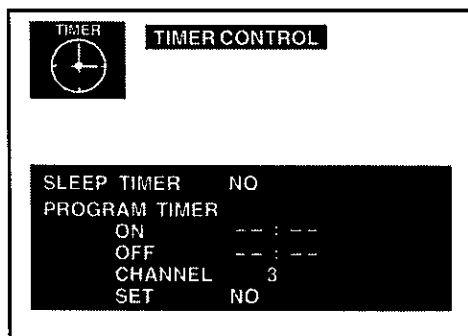 TIMER
TIMER CONTROL
SLEEP TIMER NO
PROGRAM TIMER
ON -- : --
OFF -- : --
CHANNEL 3
SET NO